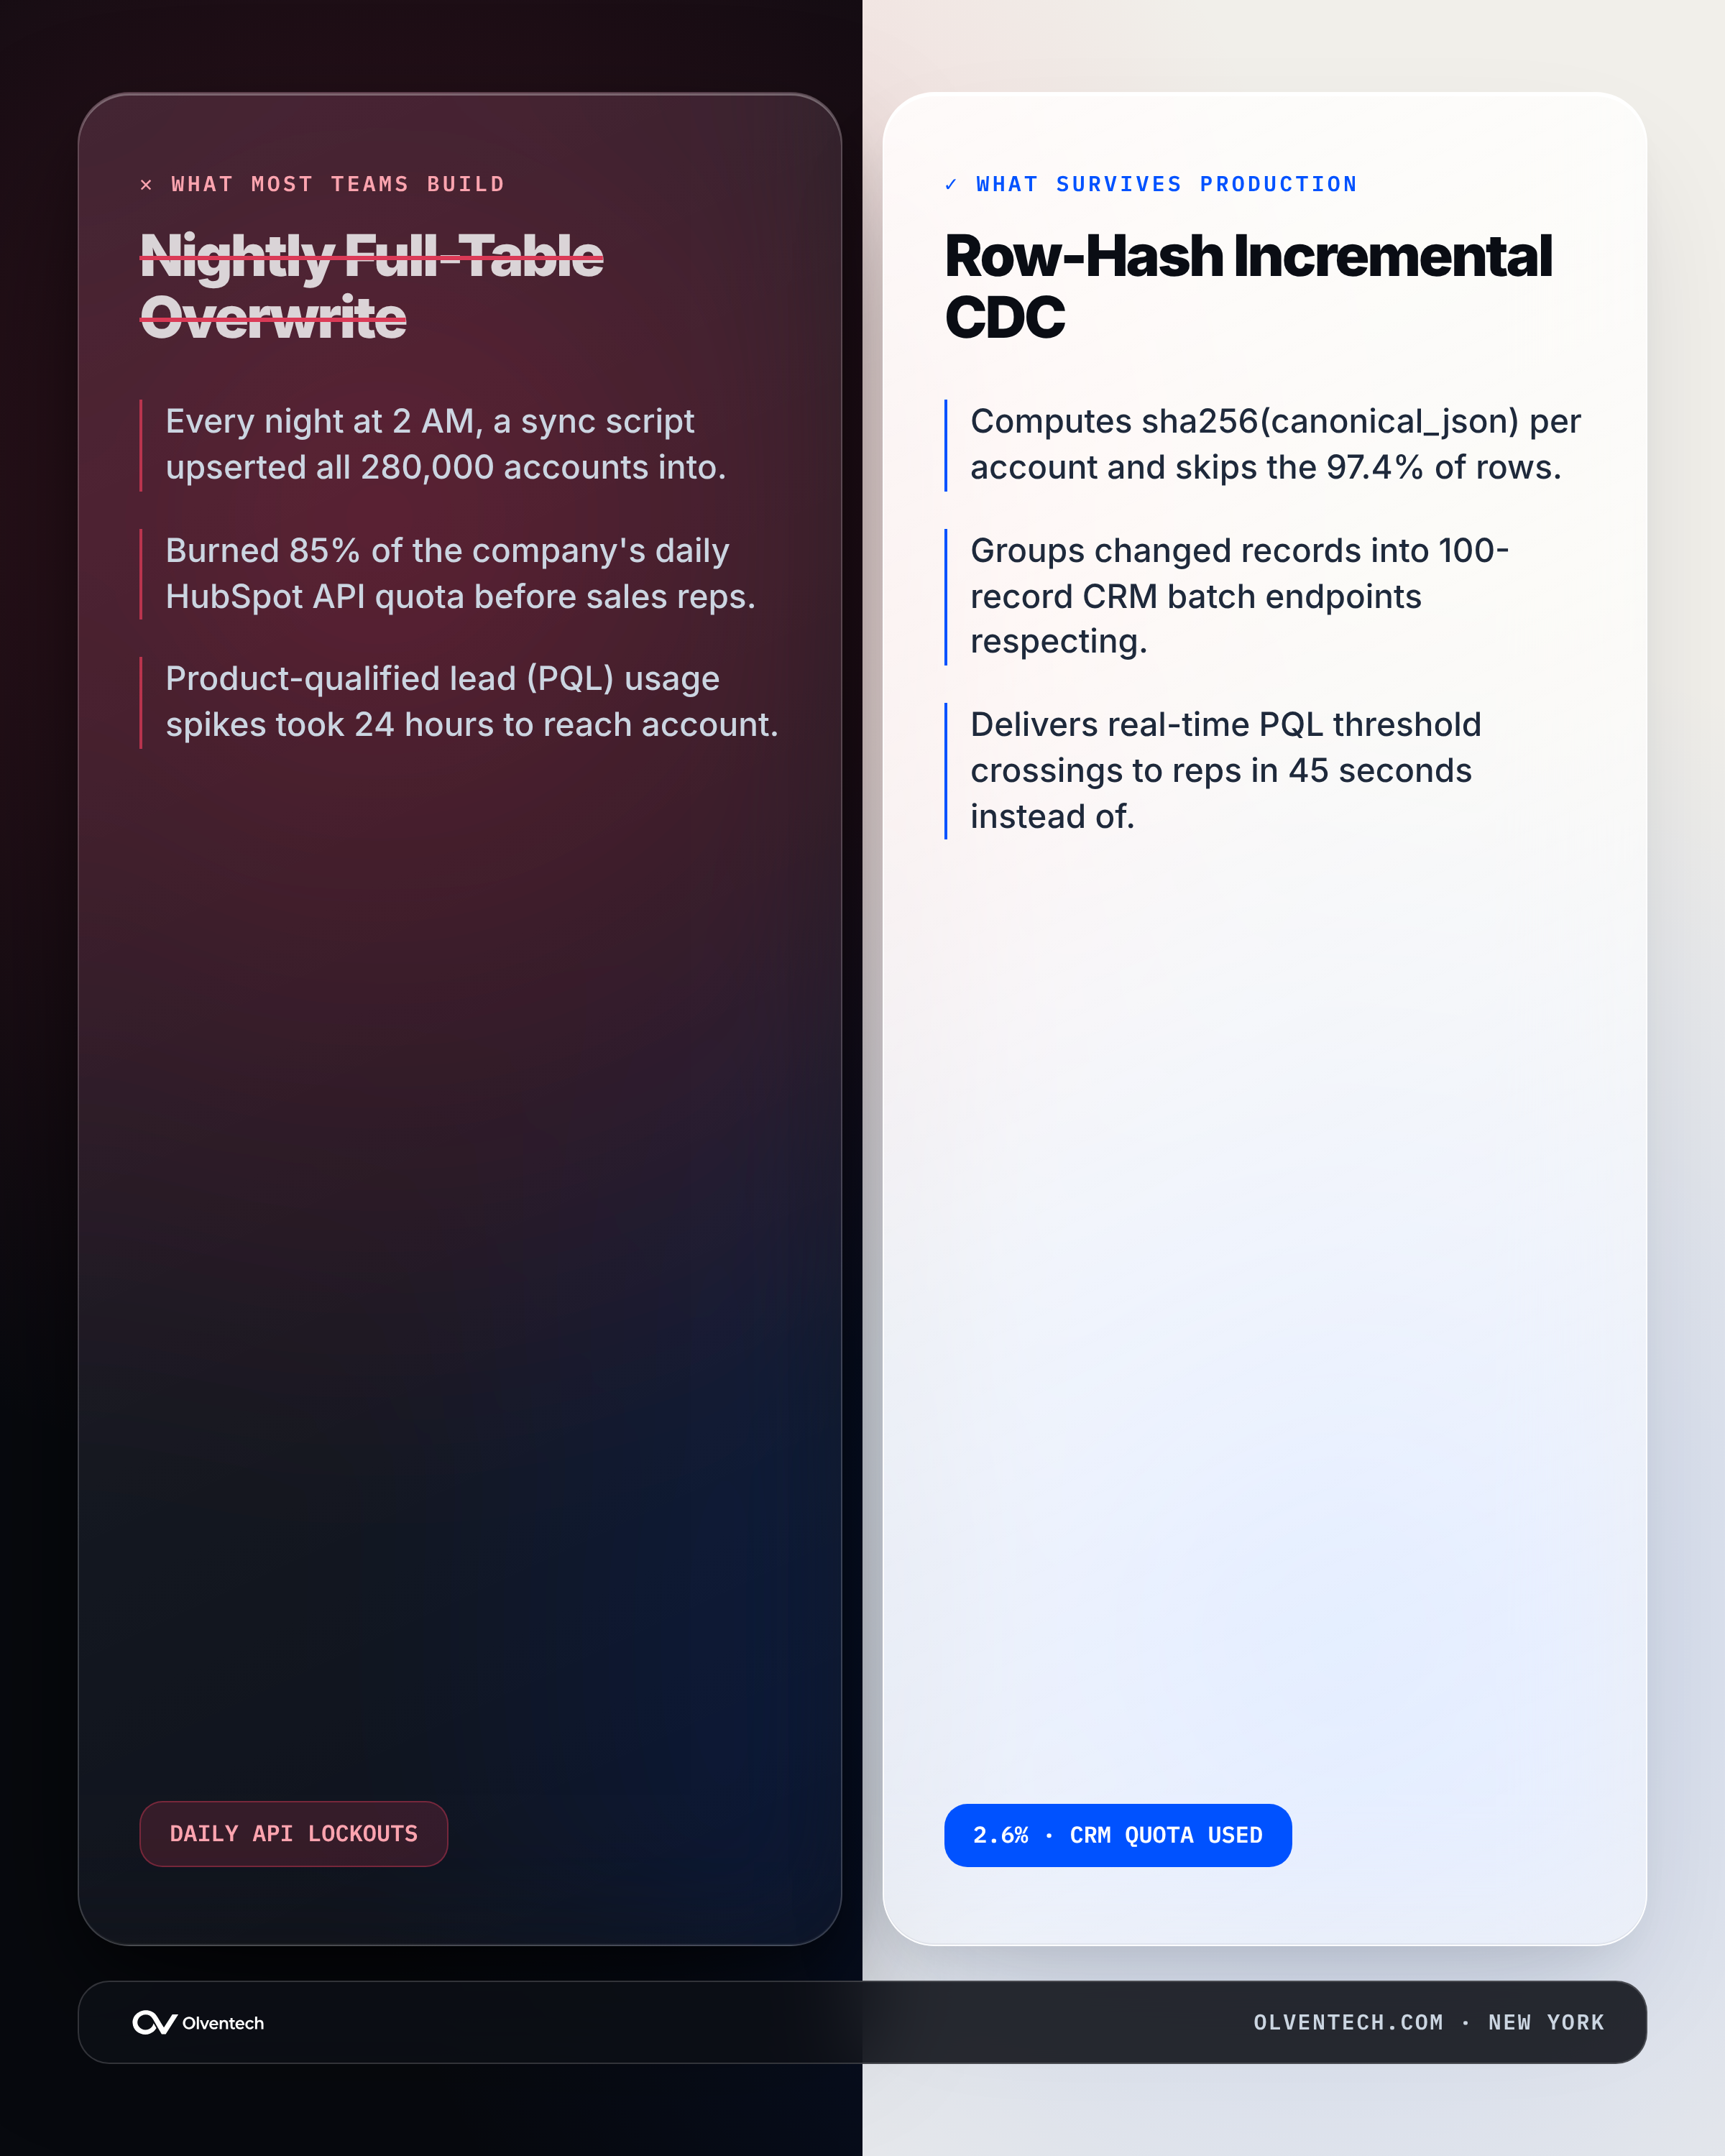 × WHAT MOST TEAMS BUILD
Nightly Full-Table
Overwrite
Every night at 2 AM, a sync script
upserted all 280,000 accounts into.
Burned 85% of the company's daily
HubSpot API quota before sales reps.
Product-qualified lead (PQL) usage
spikes took 24 hours to reach account.
DAILY API LOCKOUTS
✓ WHAT SURVIVES PRODUCTION
Row-Hash Incremental
CDC
Computes sha256(canonical_json) per
account and skips the 97.4% of rows.
Groups changed records into 100-
record CRM batch endpoints
respecting.
Delivers real-time PQL threshold
crossings to reps in 45 seconds
instead of.
2.6% · CRM QUOTA USED
Olventech
OLVENTECH.COM · NEW YORK